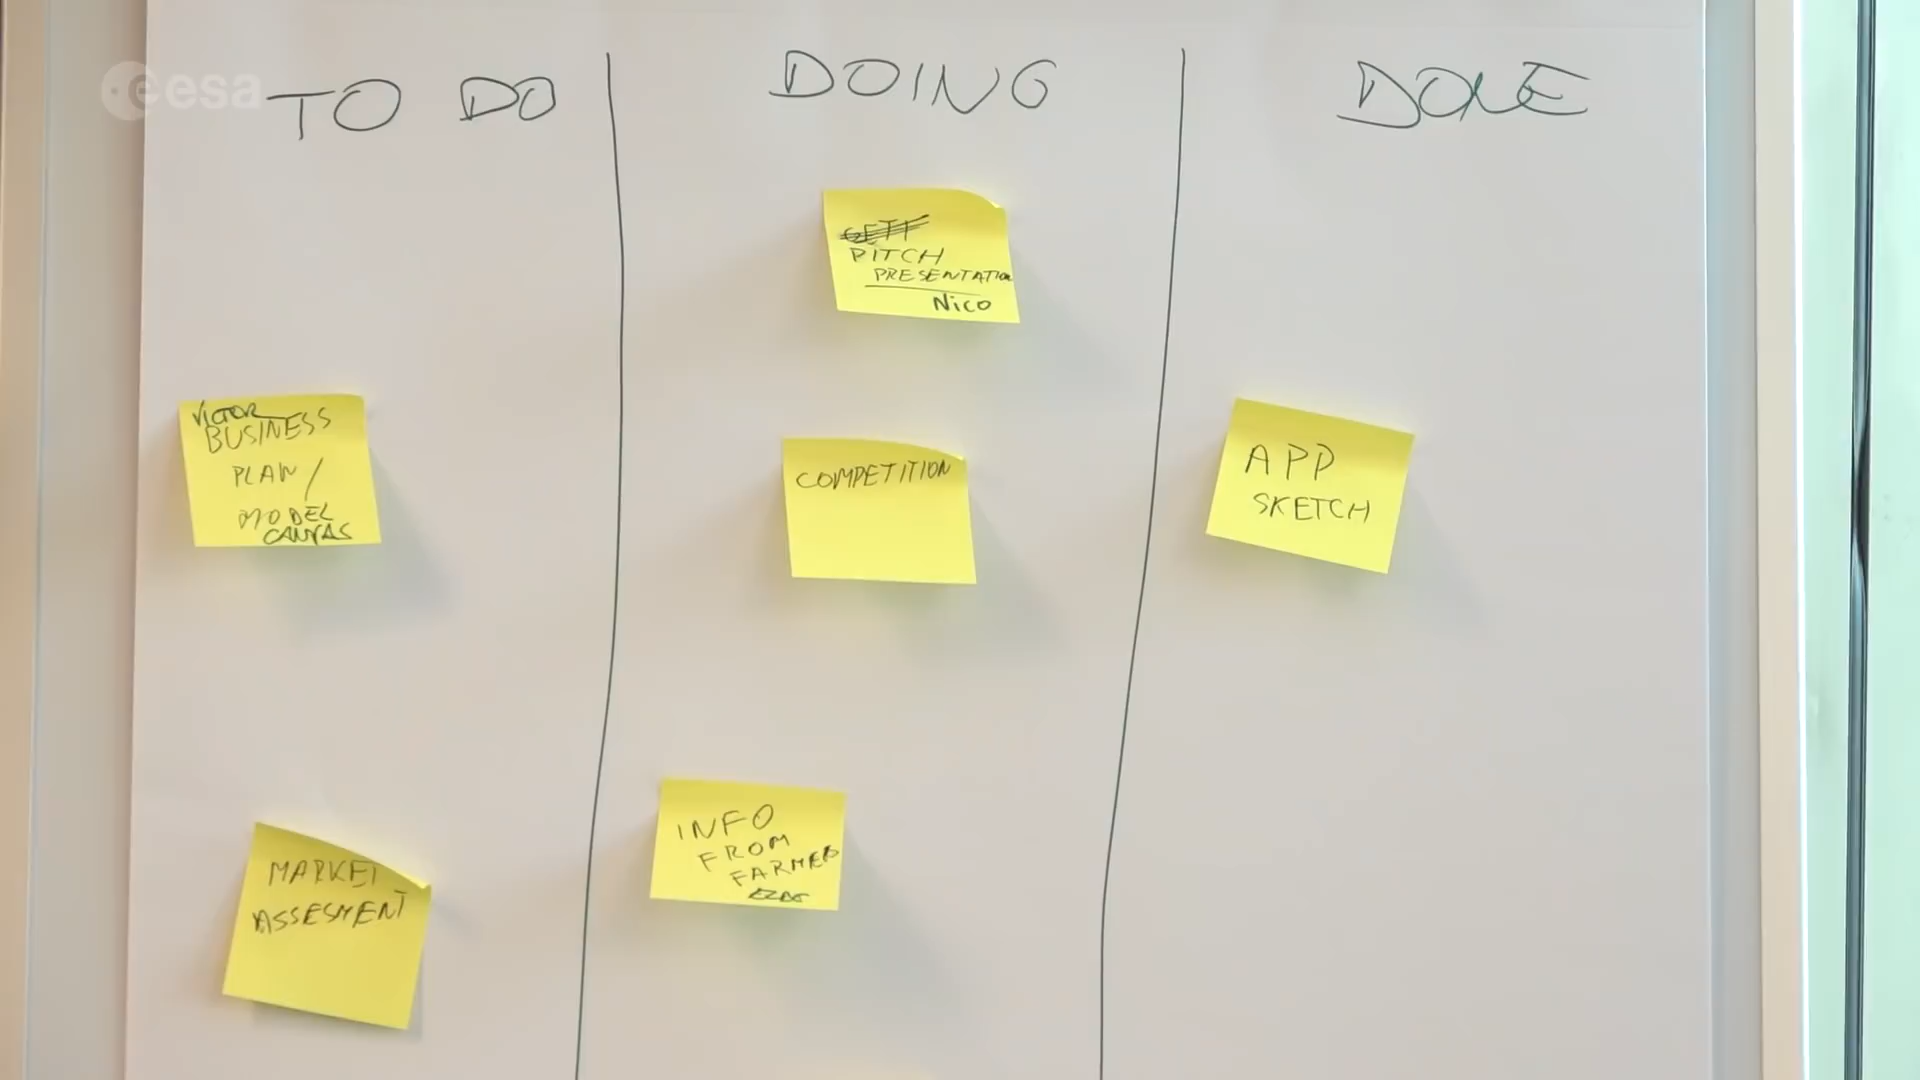 esa
TO DO
DOING
DONE
VICTOR
BUSINESS
PLAN /
MODEL
CANVAS
MARKET
ASSESMENT
PITCH
PRESENTATION
Nico
COMPETITION
INFO
FROM
FARMER
APP
SKETCH